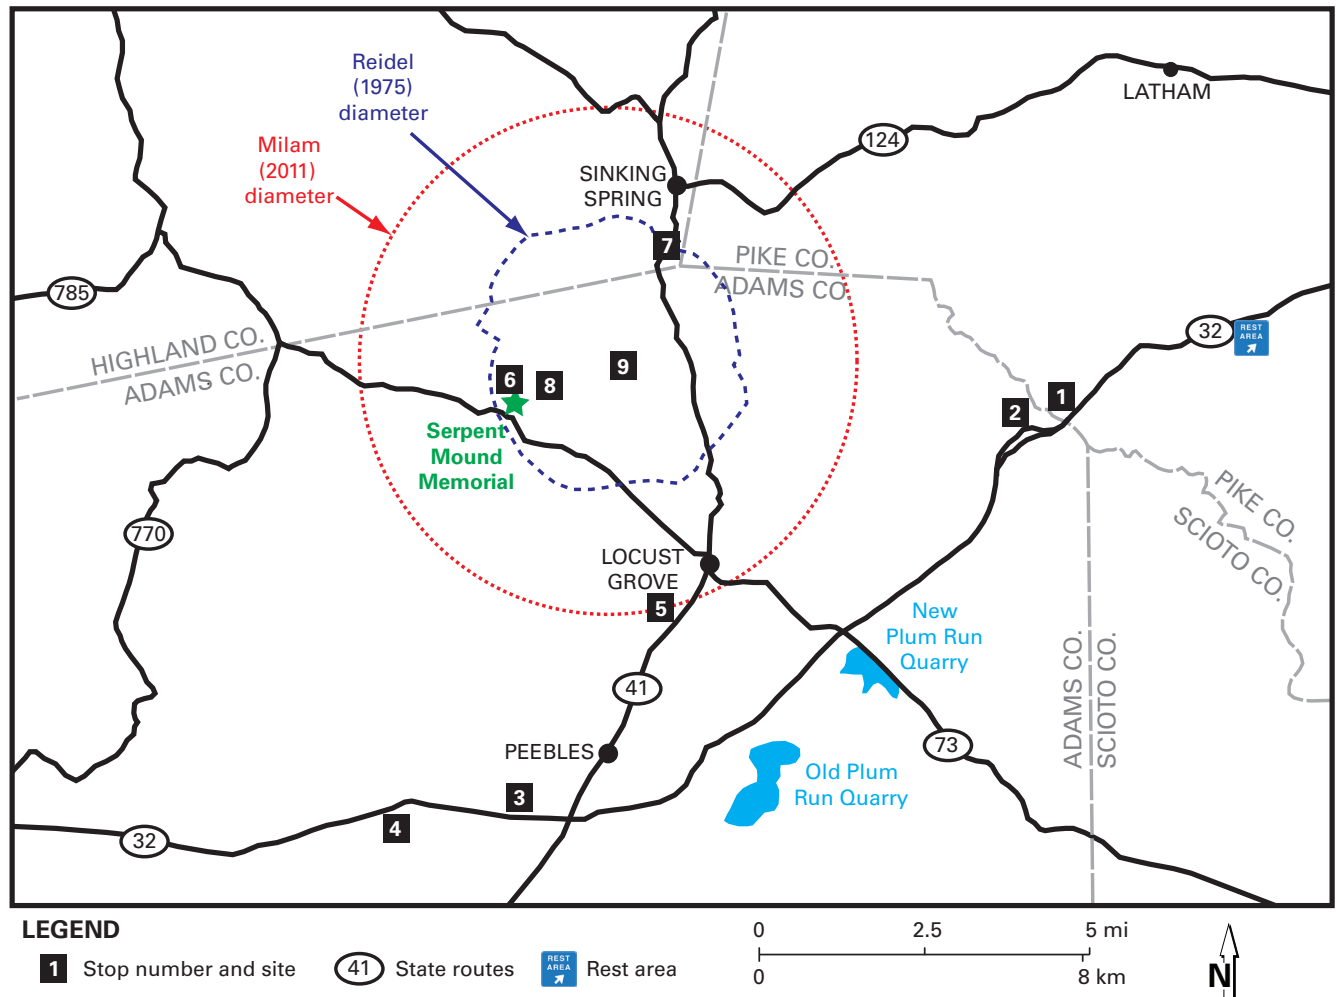 Reidel
(1975)
diameter
Milam
(2011)
diameter
LATHAM
124
SINKING
SPRING
7
PIKE CO.
ADAMS CO.
785
HIGHLAND CO.
ADAMS CO.
32
REST
AREA
9
6
8
1
2
Serpent
Mound
Memorial
PIKE CO.
SCIOTO CO.
770
LOCUST
GROVE
5
New
Plum Run
Quarry
ADAMS CO.
SCIOTO CO.
41
73
PEEBLES
Old Plum
Run Quarry
3
4
32
LEGEND
1 Stop number and site
41 State routes
REST
AREA
Rest area
0 2.5 5 mi
0 8 km
N